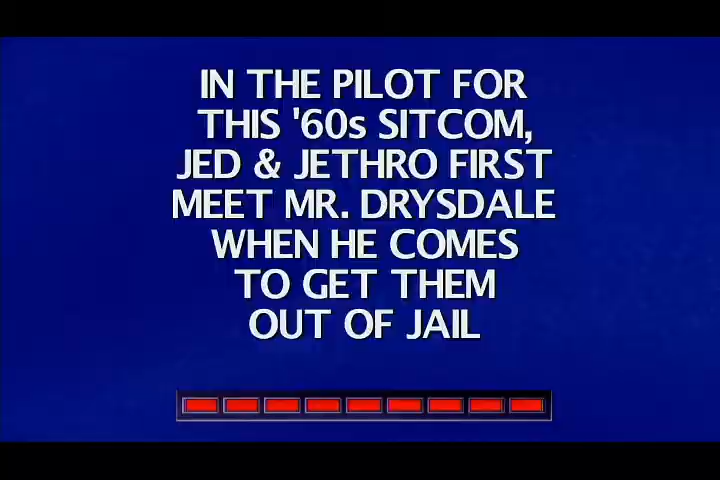 IN THE PILOT FOR
THIS '60s SITCOM,
JED & JETHRO FIRST
MEET MR. DRYSDALE
WHEN HE COMES
TO GET THEM
OUT OF JAIL